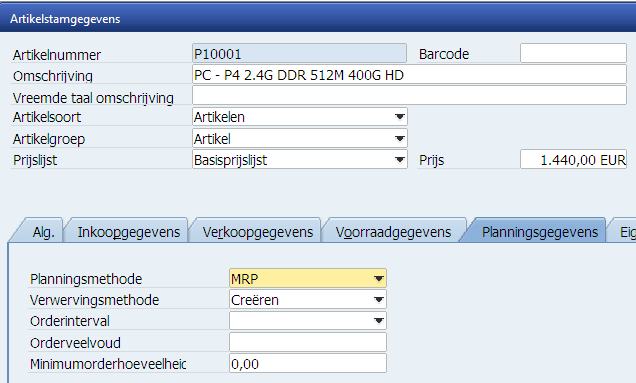 Artikelstamgegevens
Artikelnummer P10001 Barcode
Omschrijving PC - P4 2.4G DDR 512M 400G HD
Vreemde taal omschrijving
Artikelsoort Artikelen
Artikelgroep Artikel
Prijslijst Basisprijslijst Prijs 1.440,00 EUR
Alg. Inkoopgegevens Verkoopgegevens Voorraadgegevens Planningsgegevens Eig
Planningsmethode MRP
Verwervingsmethode Creëren
Orderinterval
Orderveelvoud
Minimumorderhoeveelheic 0,00